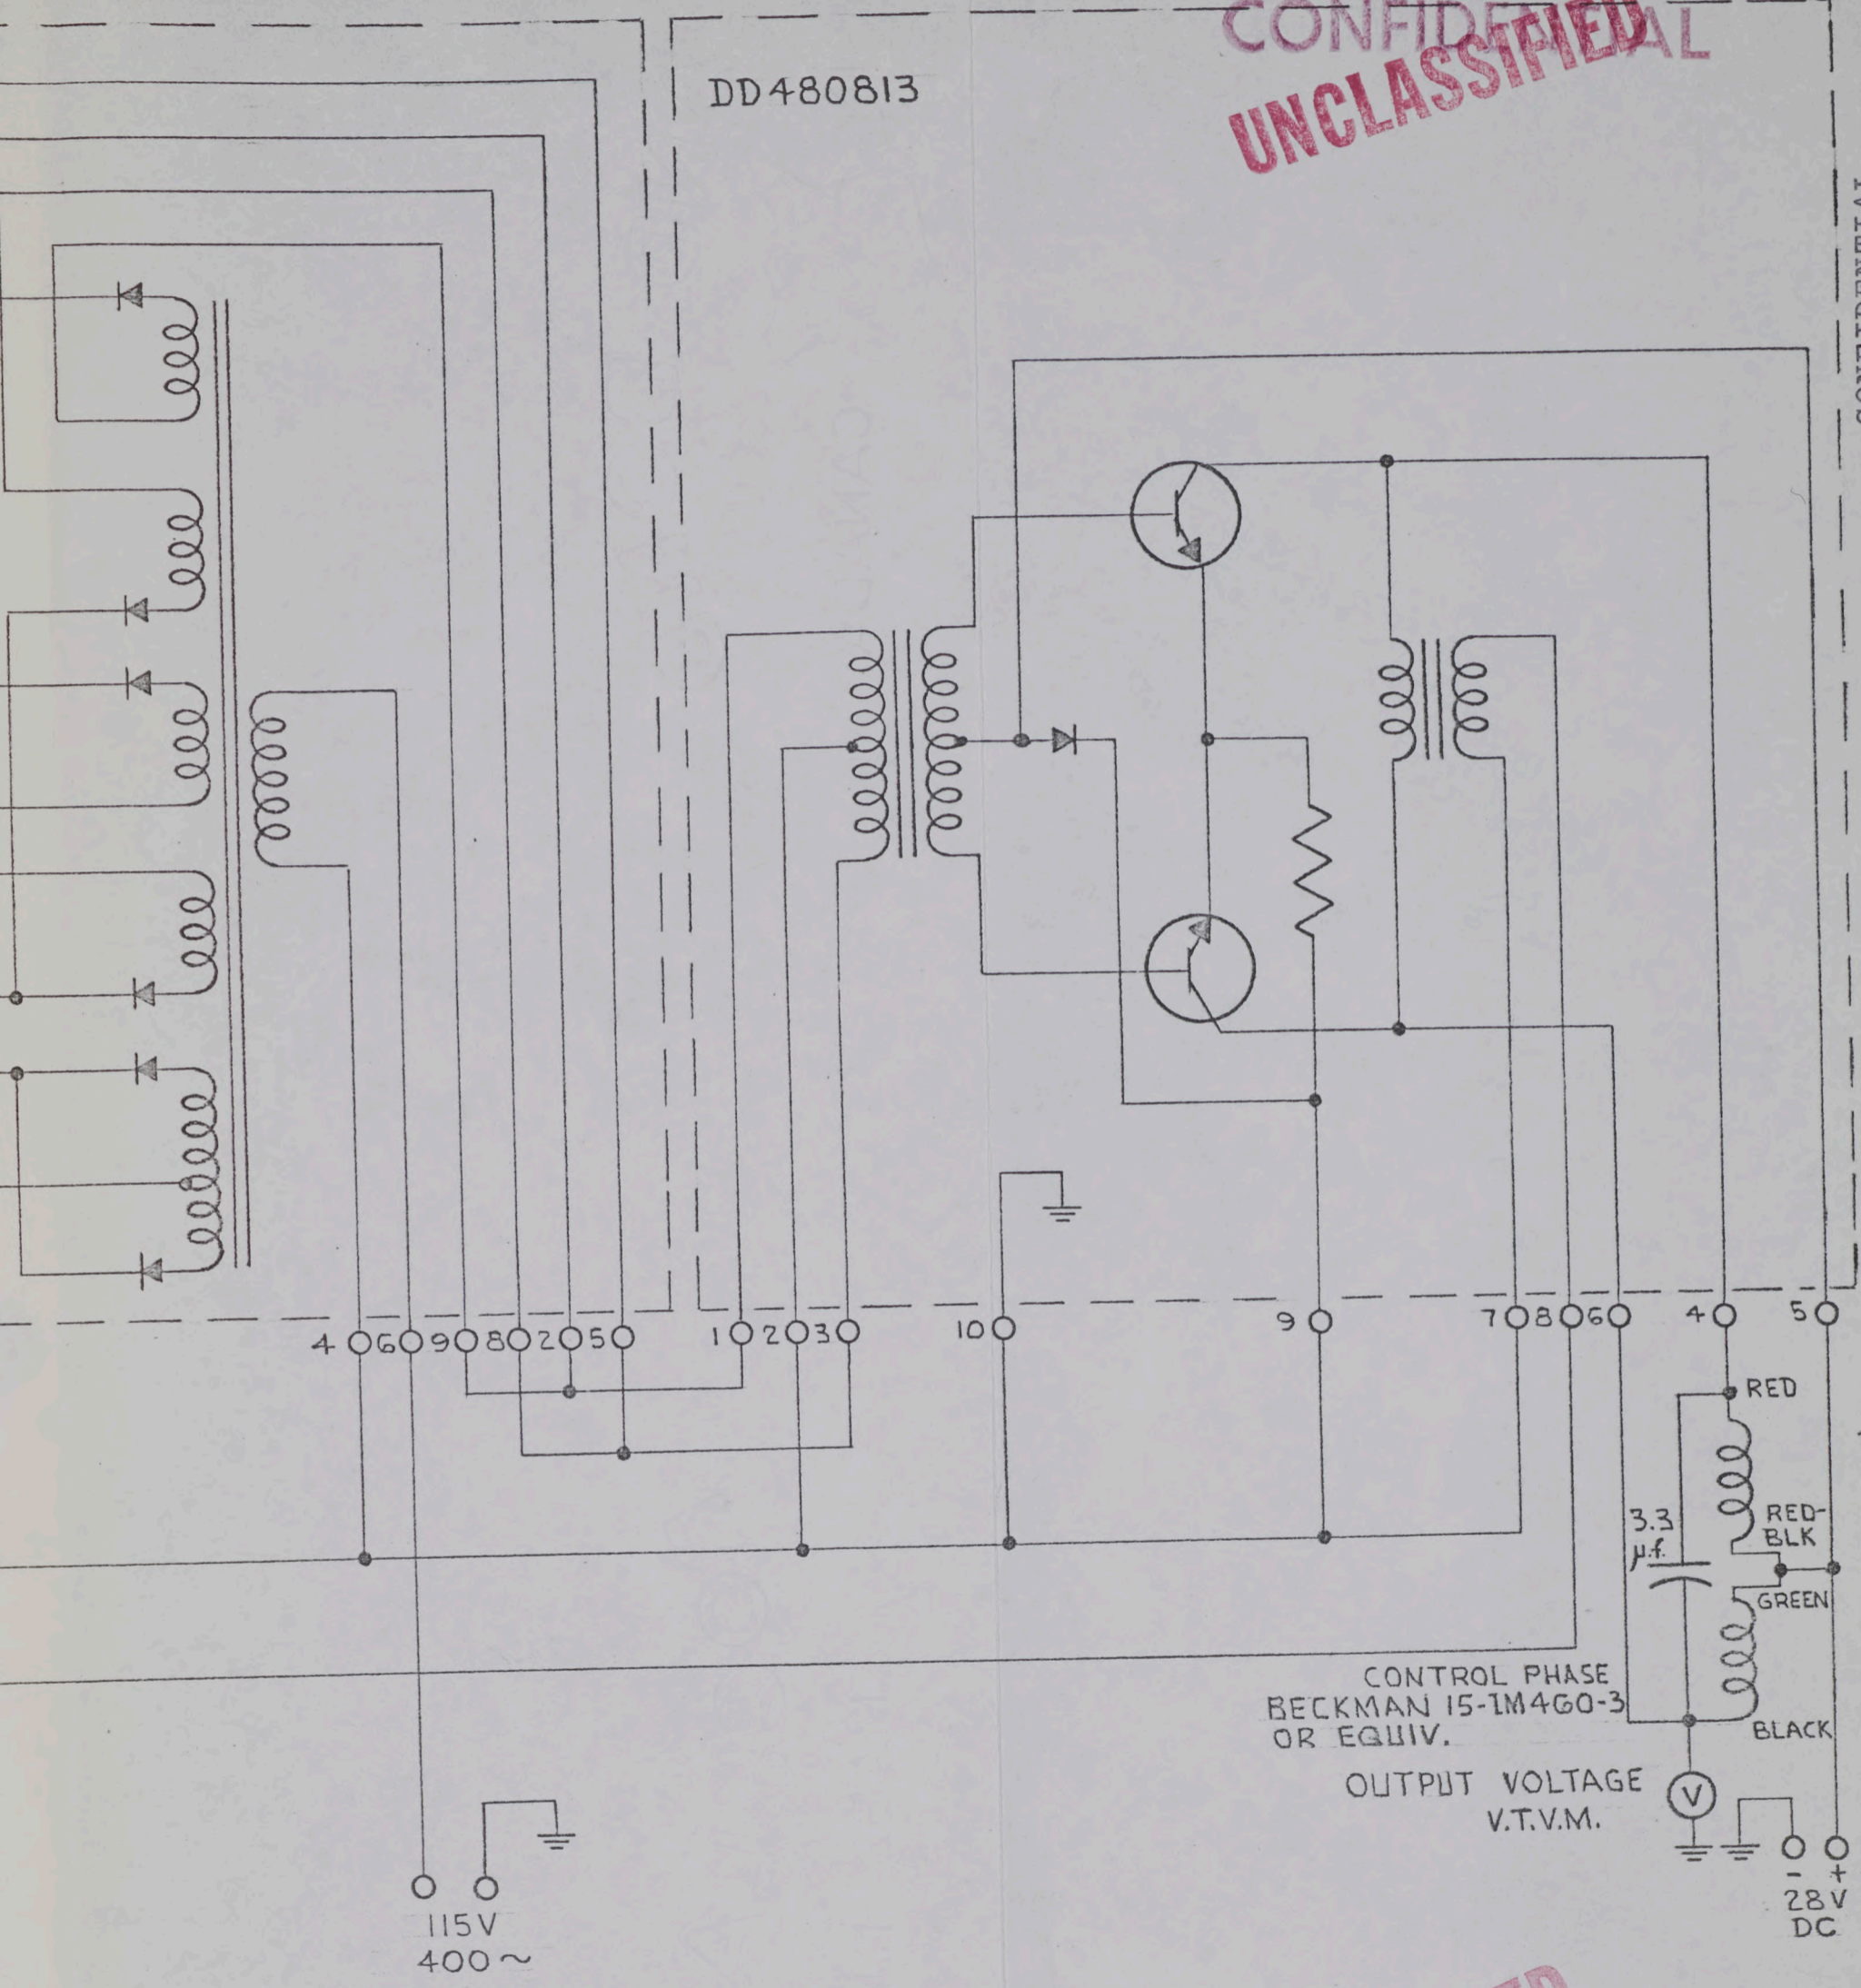 CONFIDENTIAL
UNCLASSIFIED
DD480813
CONFIDENTIAL
4 6 9 8 2 5 1 2 3 10 9 7 8 6 4 5
RED
3.3
μ.f.
RED-
BLK
GREEN
CONTROL PHASE
BECKMAN 15-1M460-3
OR EQUIV.
BLACK
OUTPUT VOLTAGE
V.T.V.M.
V
- +
28V
DC
115V
400~